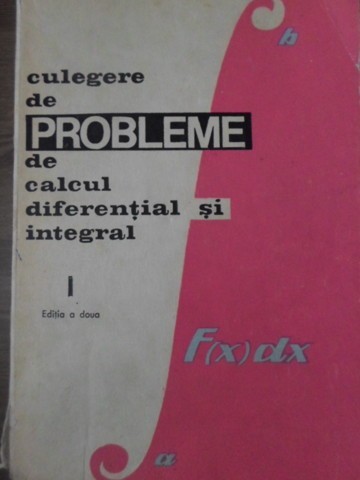 culegere
de
PROBLEME
de
calcul
diferențial și
integral
I
Ediția a doua
b
F(x)dx
a